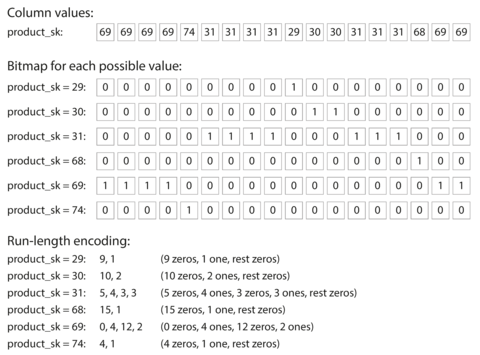 Column values:
product_sk: 69 69 69 69 74 31 31 31 31 29 30 30 31 31 31 68 69 69
Bitmap for each possible value:
product_sk = 29: 0 0 0 0 0 0 0 0 0 1 0 0 0 0 0 0 0 0
product_sk = 30: 0 0 0 0 0 0 0 0 0 0 1 1 0 0 0 0 0 0
product_sk = 31: 0 0 0 0 0 1 1 1 1 0 0 0 1 1 1 0 0 0
product_sk = 68: 0 0 0 0 0 0 0 0 0 0 0 0 0 0 0 1 0 0
product_sk = 69: 1 1 1 1 0 0 0 0 0 0 0 0 0 0 0 0 1 1
product_sk = 74: 0 0 0 0 1 0 0 0 0 0 0 0 0 0 0 0 0 0
Run-length encoding:
product_sk = 29: 9, 1 (9 zeros, 1 one, rest zeros)
product_sk = 30: 10, 2 (10 zeros, 2 ones, rest zeros)
product_sk = 31: 5, 4, 3, 3 (5 zeros, 4 ones, 3 zeros, 3 ones, rest zeros)
product_sk = 68: 15, 1 (15 zeros, 1 one, rest zeros)
product_sk = 69: 0, 4, 12, 2 (0 zeros, 4 ones, 12 zeros, 2 ones)
product_sk = 74: 4, 1 (4 zeros, 1 one, rest zeros)